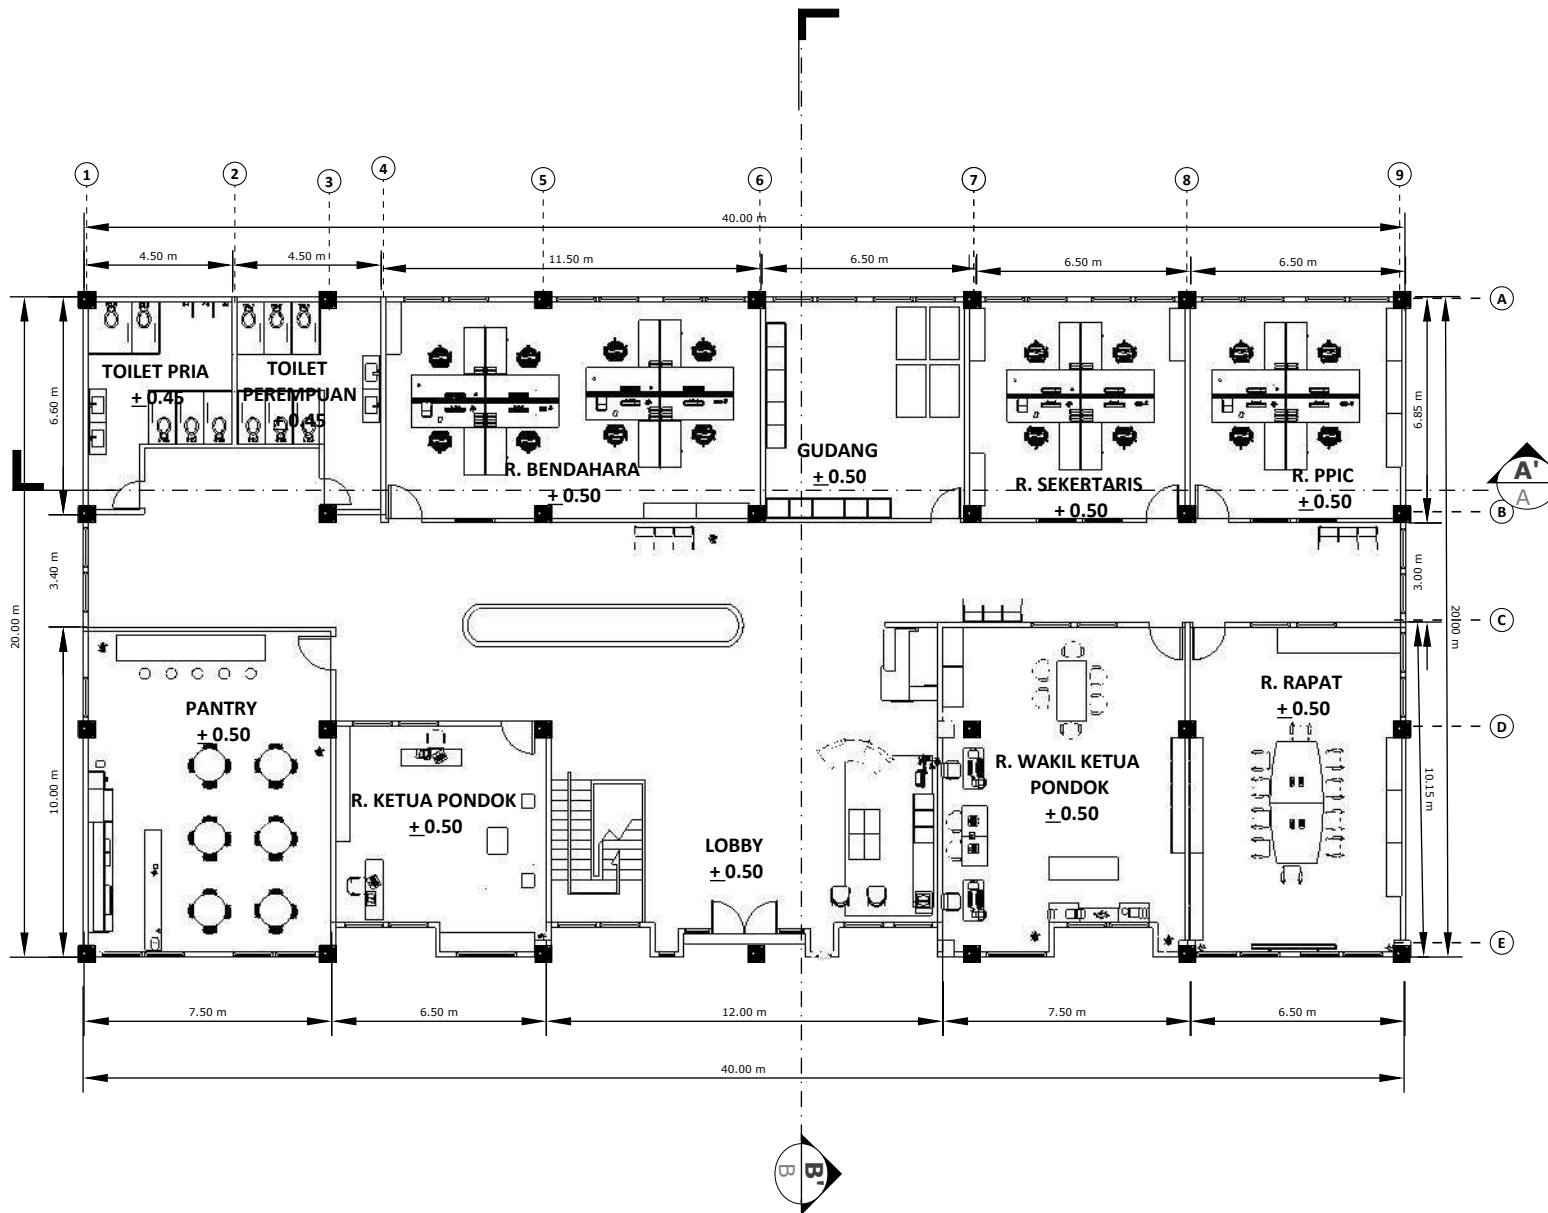 1 2 3 4 5 6 7 8 9
40.00 m
4.50 m 4.50 m 11.50 m 6.50 m 6.50 m 6.50 m
A
TOILET PRIA
+ 0.45
TOILET
PEREMPUAN
0.45
6.60 m
6.85 m
R. BENDAHARA
+ 0.50
GUDANG
+ 0.50
R. SEKERTARIS
+ 0.50
R. PPIC
+ 0.50
A'
A
B
20.00 m
3.40 m
3.00 m
20.00 m
C
PANTRY
+ 0.50
R. RAPAT
+ 0.50
D
R. KETUA PONDOK
+ 0.50
R. WAKIL KETUA
PONDOK
+ 0.50
10.00 m
10.15 m
LOBBY
+ 0.50
E
7.50 m 6.50 m 12.00 m 7.50 m 6.50 m
40.00 m
B'
B